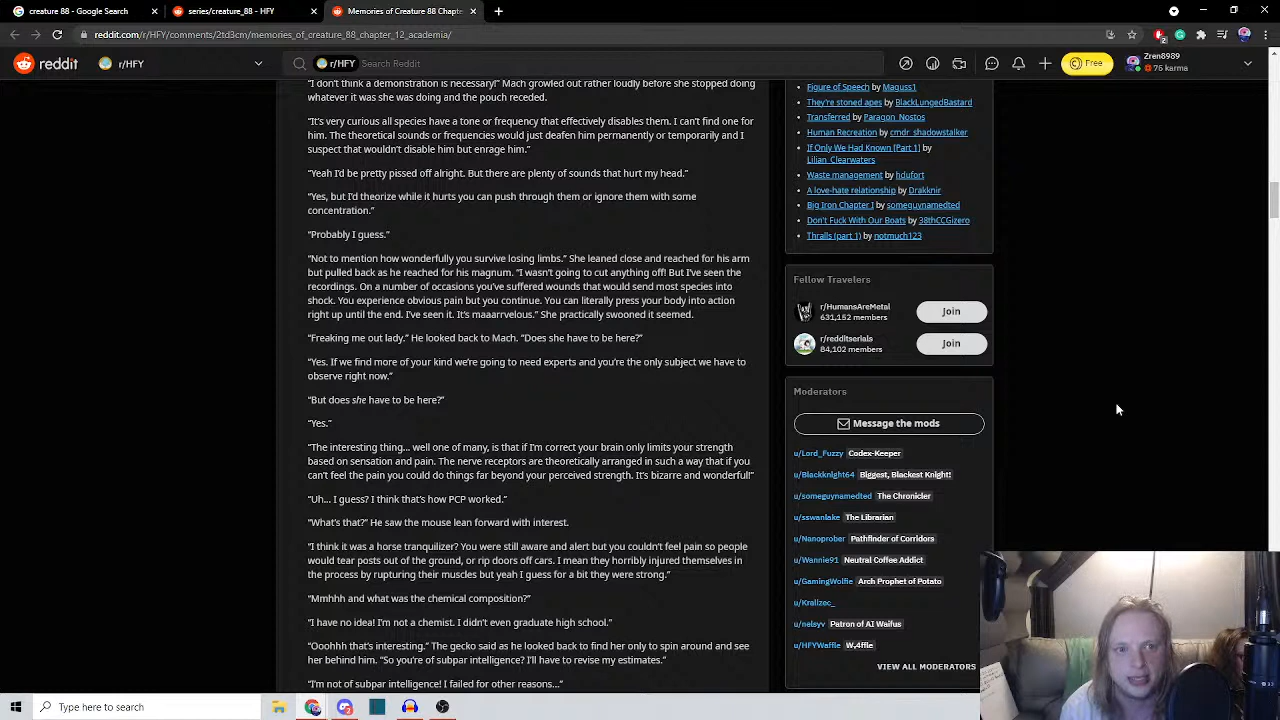 creature 88 - Google Search
series/creature_88 - HFY
Memories of Creature 88 Chapte
reddit.com/r/HFY/comments/2td3cm/memories_of_creature_88_chapter_12_academia/
reddit
r/HFY
r/HFY
Search Reddit
Free
Zren8989
76 karma
"I don't think a demonstration is necessary!" Mach growled out rather loudly before she stopped doing
whatever it was she was doing and the pouch receded.
"It's very curious all species have a tone or frequency that effectively disables them. I can't find one for
him. The theoretical sounds or frequencies would just deafen him permanently or temporarily and I
suspect that wouldn't disable him but enrage him."
"Yeah I'd be pretty pissed off alright. But there are plenty of sounds that hurt my head."
"Yes, but I'd theorize while it hurts you can push through them or ignore them with some
concentration."
"Probably I guess."
"Not to mention how wonderfully you survive losing limbs." She leaned close and reached for his arm
but pulled back as he reached for his magnum. "I wasn't going to cut anything off! But I've seen the
recordings. On a number of occasions you've suffered wounds that would send most species into
shock. You experience obvious pain but you continue. You can literally press your body into action
right up until the end. I've seen it. It's maaarrvelous." She practically swooned it seemed.
"Freaking me out lady." He looked back to Mach. "Does she have to be here?"
"Yes. If we find more of your kind we're going to need experts and you're the only subject we have to
observe right now."
"But does she have to be here?"
"Yes."
"The interesting thing... well one of many, is that if I'm correct your brain only limits your strength
based on sensation and pain. The nerve receptors are theoretically arranged in such a way that if you
can't feel the pain you could do things far beyond your perceived strength. It's bizarre and wonderful!"
"Uh... I guess? I think that's how PCP worked."
"What's that?" He saw the mouse lean forward with interest.
"I think it was a horse tranquilizer? You were still aware and alert but you couldn't feel pain so people
would tear posts out of the ground, or rip doors off cars. I mean they horribly injured themselves in
the process by rupturing their muscles but yeah I guess for a bit they were strong."
"Mmhhh and what was the chemical composition?"
"I have no idea! I'm not a chemist. I didn't even graduate high school."
"Ooohhh that's interesting." The gecko said as he looked back to find her only to spin around and see
her behind him. "So you're of subpar intelligence? I'll have to revise my estimates."
"I'm not of subpar intelligence! I failed for other reasons..."
Figure of Speech by Maguss1
They're stoned apes by BlackLungedBastard
Transferred by Paragon_Nostos
Human Recreation by cmdr_shadowstalker
If Only We Had Known [Part 1] by
Lilian_Clearwaters
Waste management by hdufort
A love-hate relationship by Drakknir
Big Iron Chapter I by someguynamedted
Don't Fuck With Our Boats by 38thCCGizero
Thralls (part 1) by notmuch123
Fellow Travelers
r/HumansAreMetal
631,152 members
Join
r/redditserials
84,102 members
Join
Moderators
Message the mods
u/Lord_Fuzzy Codex-Keeper
u/Blackknight64 Biggest, Blackest Knight!
u/someguynamedted The Chronicler
u/sswanlake The Librarian
u/Nanoprober Pathfinder of Corridors
u/Wannie91 Neutral Coffee Addict
u/GamingWolfie Arch Prophet of Potato
u/Kralizec_
u/nelsyv Patron of AI Waifus
u/HFYWaffle Wͺ4ffle
VIEW ALL MODERATORS
Type here to search